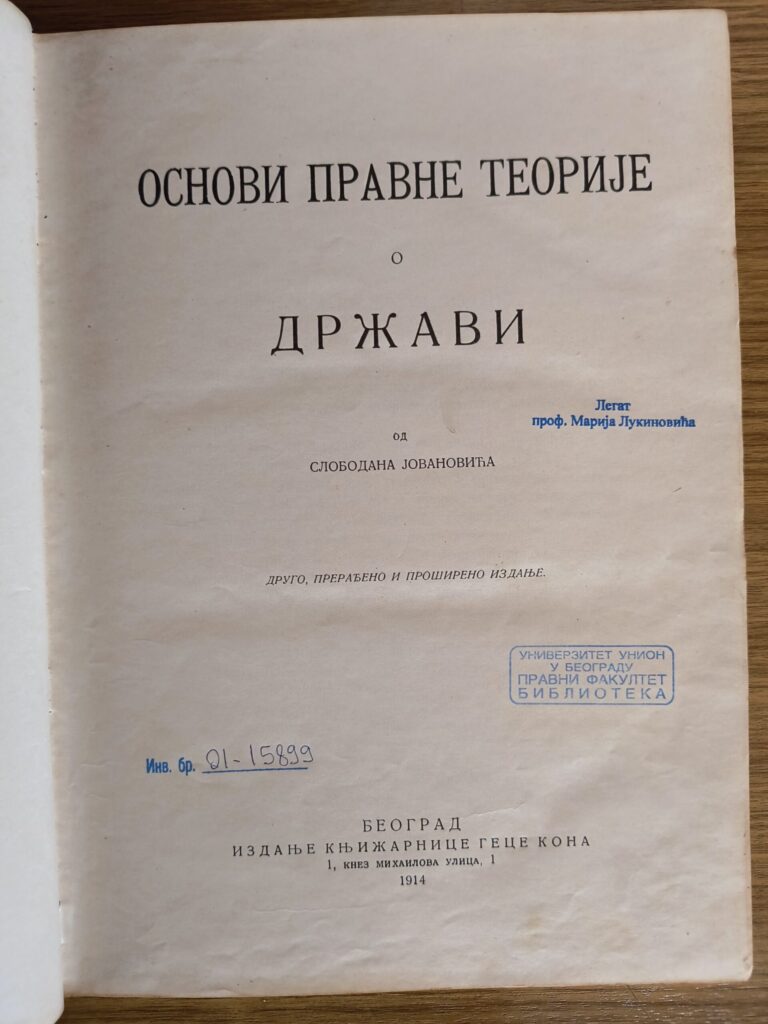 ОСНОВИ ПРАВНЕ ТЕОРИЈЕ
О
ДРЖАВИ
Легат
проф. Марија Лукиновића
од
СЛОБОДАНА ЈОВАНОВИЋА
ДРУГО, ПРЕРАЂЕНО И ПРОШИРЕНО ИЗДАЊЕ.
УНИВЕРЗИТЕТ УНИОН
У БЕОГРАДУ
ПРАВНИ ФАКУЛТЕТ
БИБЛИОТЕКА
Инв. бр. 01-15899
БЕОГРАД
ИЗДАЊЕ КЊИЖАРНИЦЕ ГЕЦЕ КОНА
1, КНЕЗ МИХАИЛОВА УЛИЦА, 1
1914